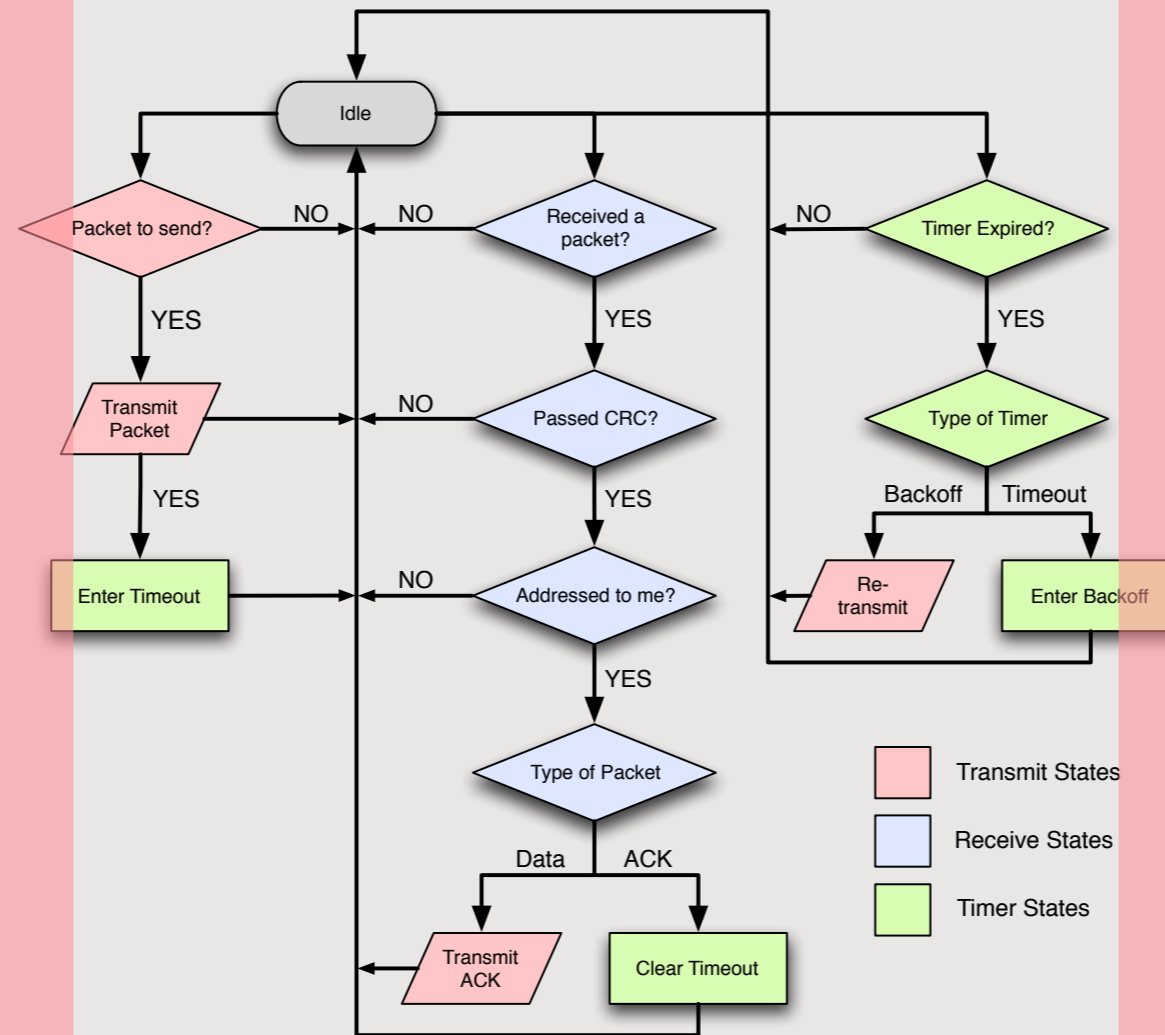 Idle
Packet to send?
NO
NO
Received a
packet?
NO
Timer Expired?
YES
YES
YES
Transmit
Packet
NO
Passed CRC?
Type of Timer
YES
YES
Backoff
Timeout
Enter Timeout
NO
Addressed to me?
Re-
transmit
Enter Backoff
YES
Type of Packet
Data
ACK
Transmit
ACK
Clear Timeout
Transmit States
Receive States
Timer States